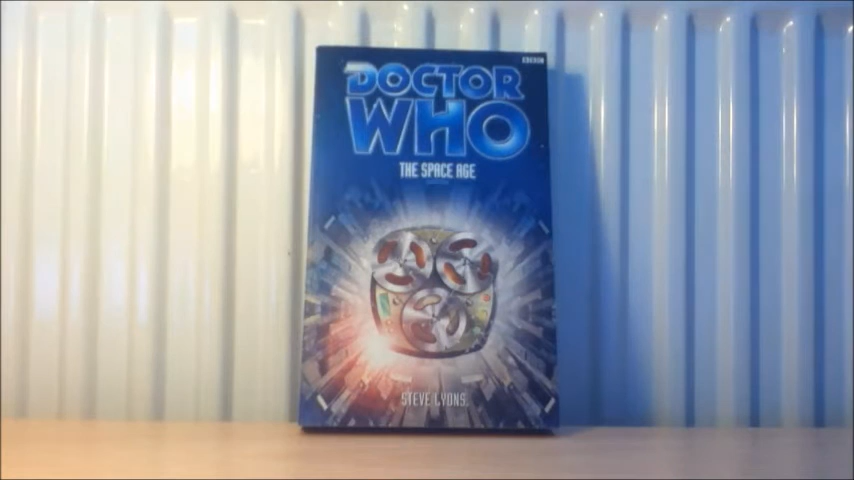 BBC
DOCTOR
WHO
THE SPACE AGE
STEVE LYONS